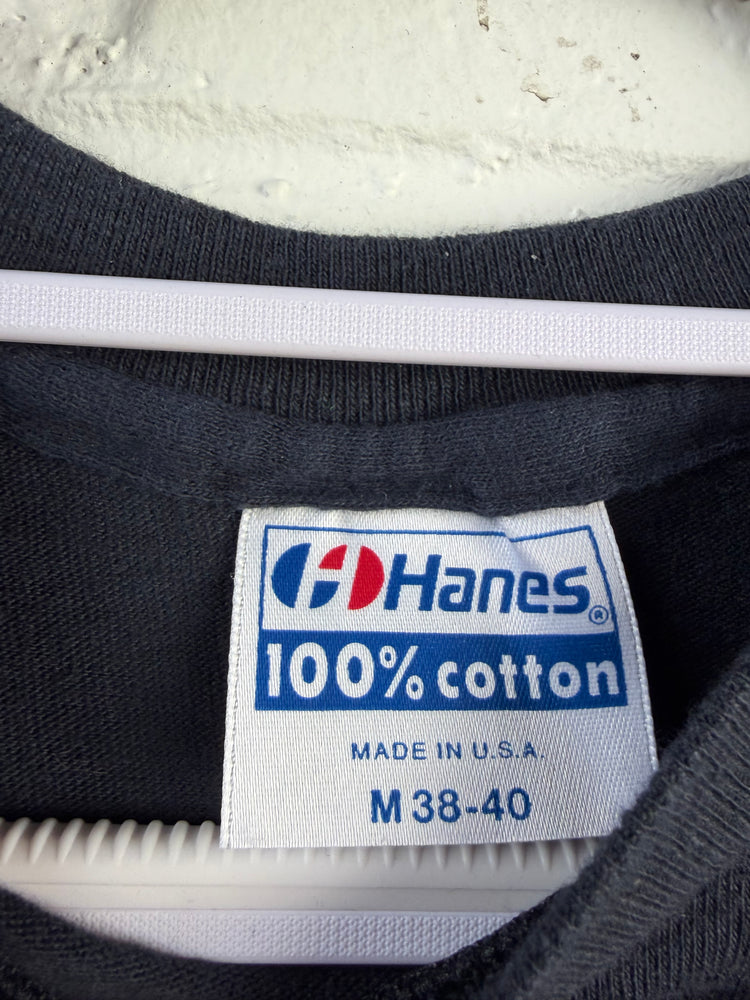 Hanes®
100% cotton
MADE IN U.S.A.
M 38-40